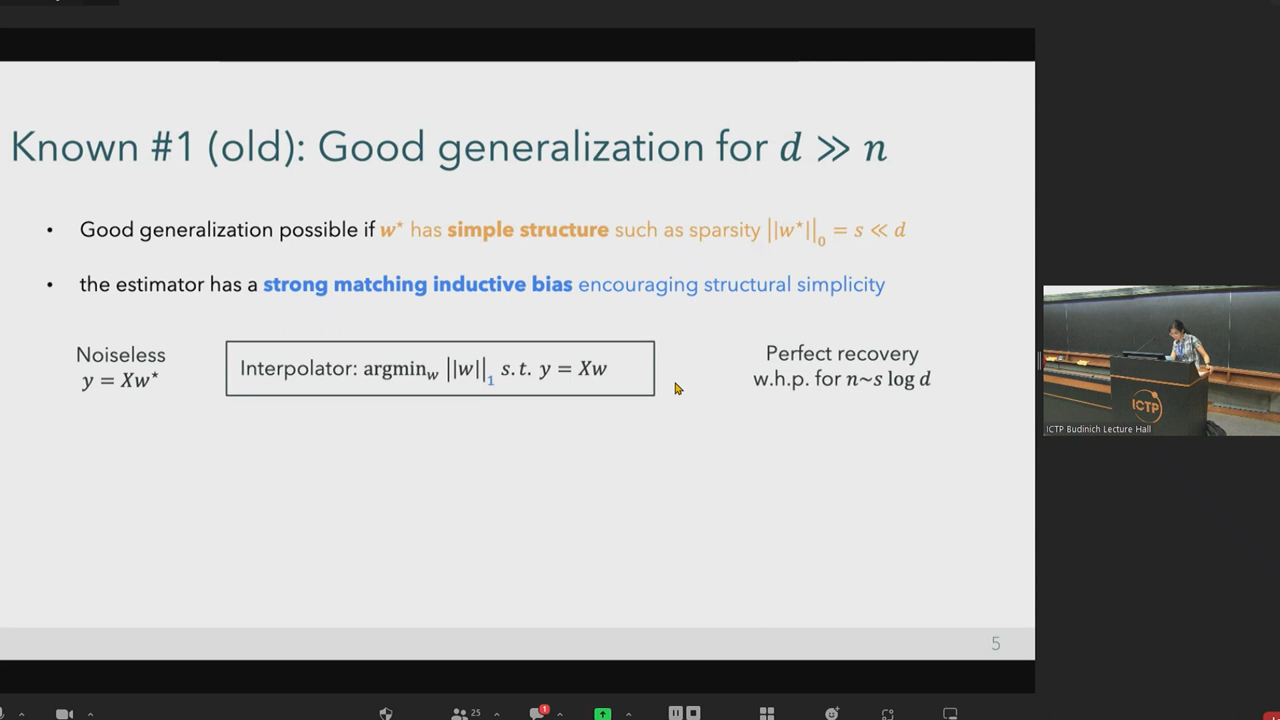 Known #1 (old): Good generalization for d ≫ n
• Good generalization possible if w* has simple structure such as sparsity ||w*||₀ = s ≪ d
• the estimator has a strong matching inductive bias encouraging structural simplicity
Noiseless
y = Xw*
Interpolator: argmin_w ||w||₁ s.t. y = Xw
Perfect recovery
w.h.p. for n~s log d
5
ICTP
ICTP Budinich Lecture Hall
25
1